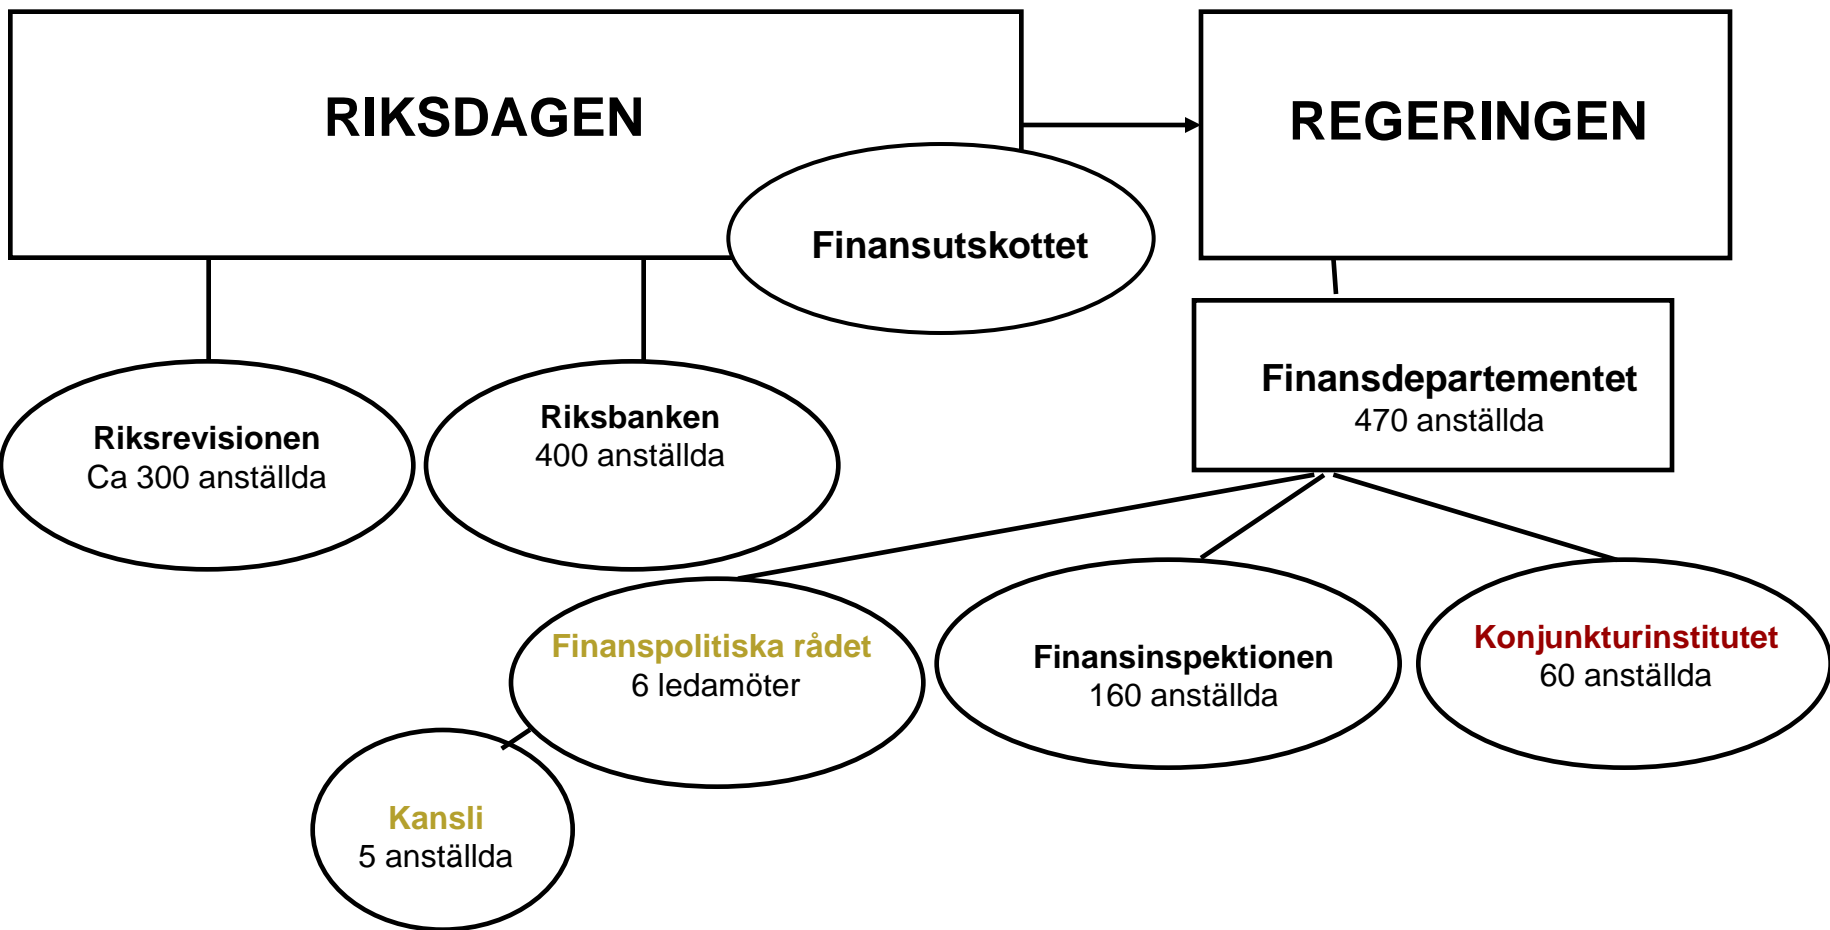 RIKSDAGEN
REGERINGEN
Finansutskottet
Finansdepartementet
470 anställda
Riksrevisionen
Ca 300 anställda
Riksbanken
400 anställda
Finanspolitiska rådet
6 ledamöter
Finansinspektionen
160 anställda
Konjunkturinstitutet
60 anställda
Kansli
5 anställda